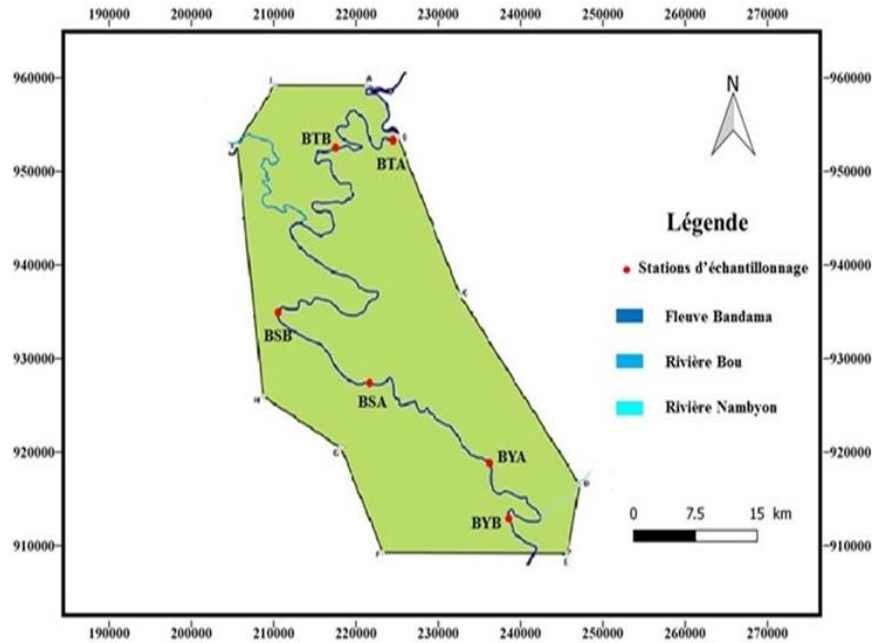 190000 200000 210000 220000 230000 240000 250000 260000 270000
960000 960000
I A
N
BTB
B
BTA
950000 950000
J
Légende
940000 940000
Stations d'échantillonnage
C
BSB
Fleuve Bandama
930000 930000
Rivière Bou
BSA
H
Rivière Nambyon
920000 920000
G
BYA
D
BYB
0 7.5 15 km
910000 910000
F
E
190000 200000 210000 220000 230000 240000 250000 260000 270000